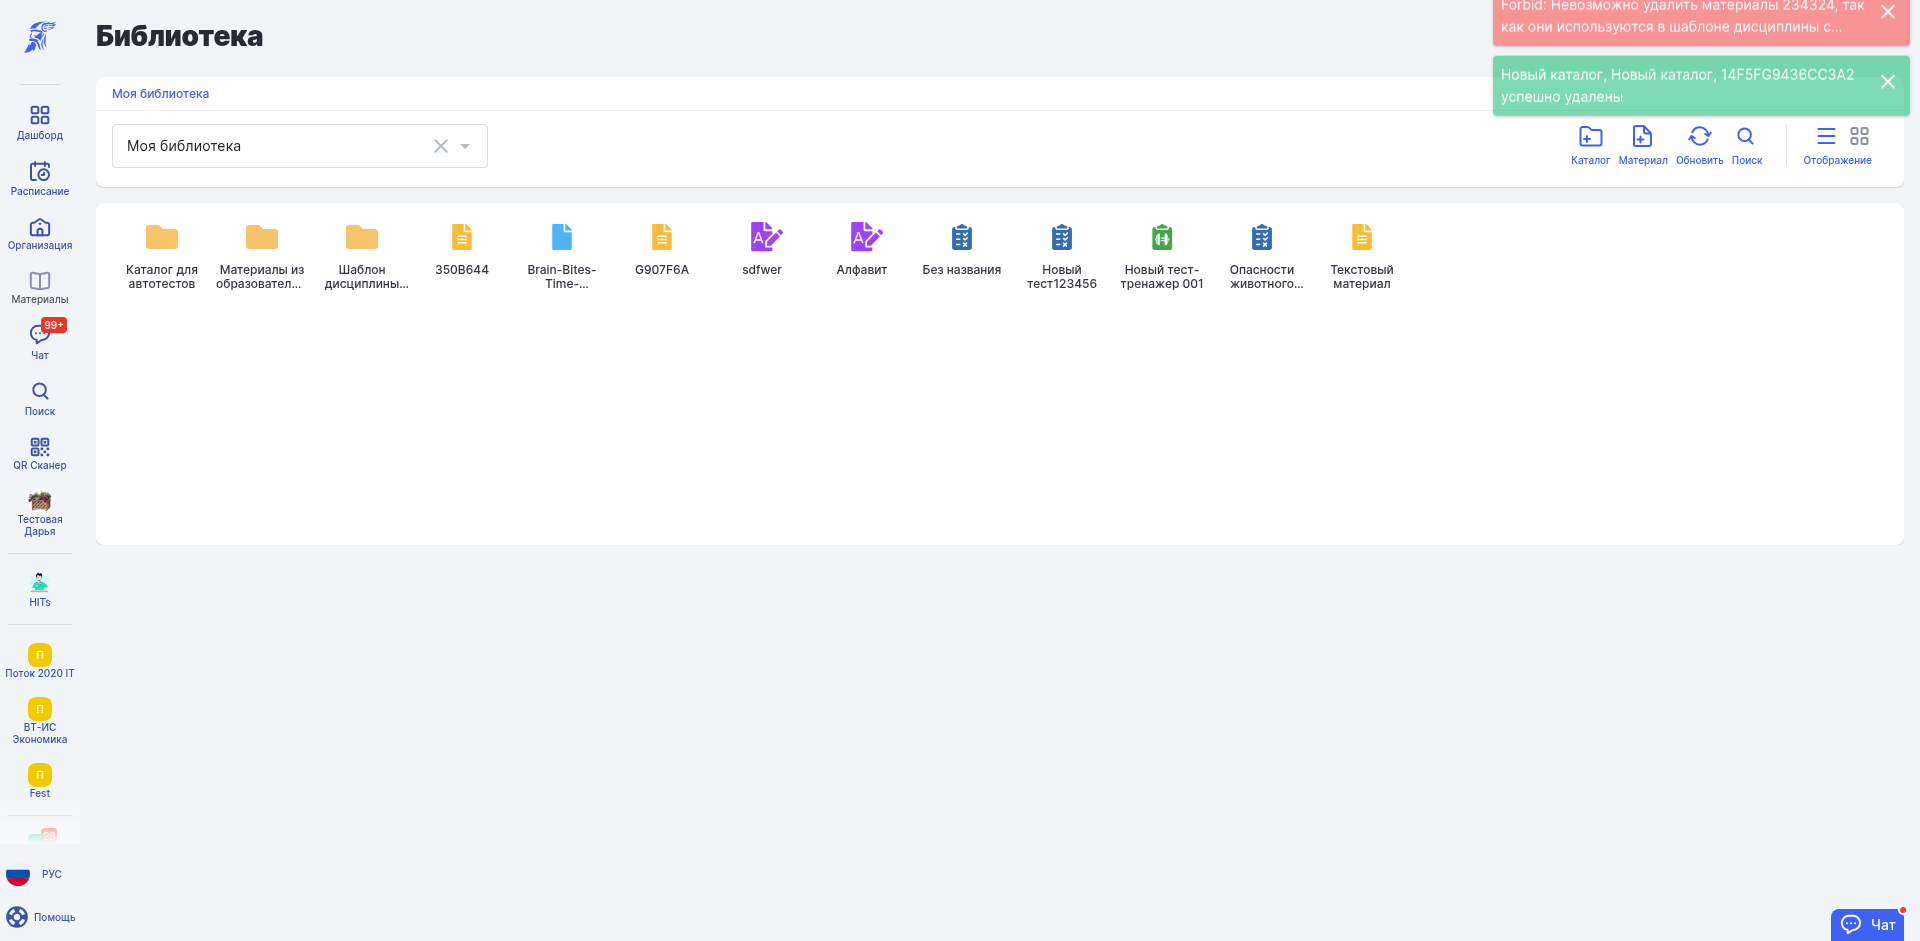 Библиотека
Forbid: Невозможно удалить материалы 234324, так
как они используются в шаблоне дисциплины с...
Новый каталог, Новый каталог, 14F5FG9436CC3A2
успешно удалены
Моя библиотека
Моя библиотека
Каталог
Материал
Обновить
Поиск
Отображение
Каталог для
автотестов
Материалы из
образовател...
Шаблон
дисциплины...
350B644
Brain-Bites-
Time-...
G907F6A
sdfwer
Алфавит
Без названия
Новый
тест123456
Новый тест-
тренажер 001
Опасности
животного...
Текстовый
материал
Дашборд
Расписание
Организация
Материалы
99+
Чат
Поиск
QR Сканер
Тестовая
Дарья
HITs
П
Поток 2020 IT
П
ВТ-ИС
Экономика
П
Fest
28
РУС
Помощь
Чат